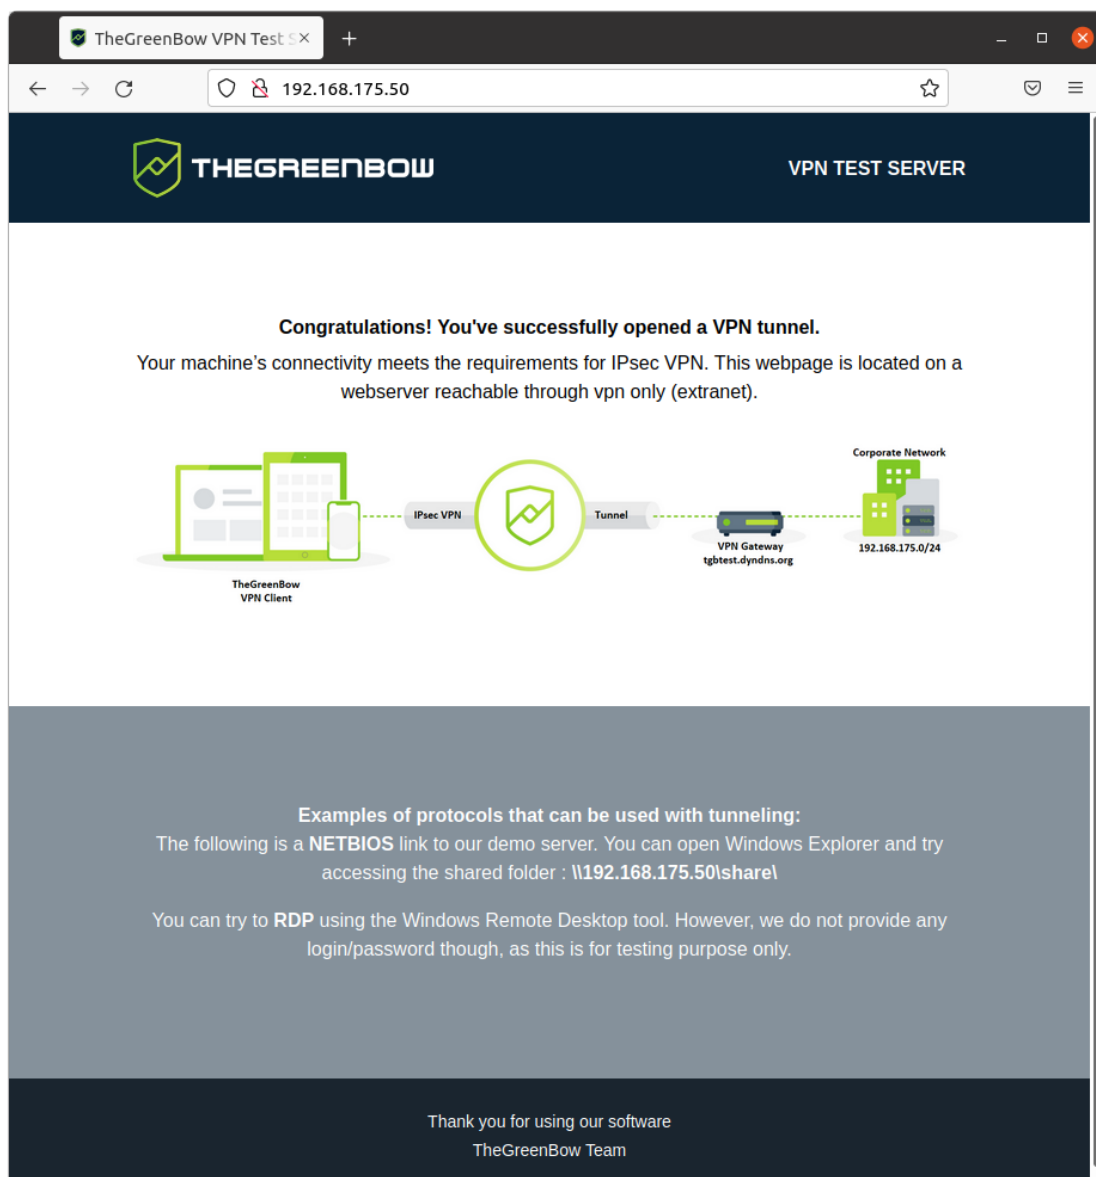 TheGreenBow VPN Test S
192.168.175.50
THEGREENBOW
VPN TEST SERVER
Congratulations! You've successfully opened a VPN tunnel.
Your machine’s connectivity meets the requirements for IPsec VPN. This webpage is located on a
webserver reachable through vpn only (extranet).
Corporate Network
IPsec VPN
Tunnel
VPN Gateway
tgbtest.dyndns.org
192.168.175.0/24
TheGreenBow
VPN Client
Examples of protocols that can be used with tunneling:
The following is a NETBIOS link to our demo server. You can open Windows Explorer and try
accessing the shared folder : \\192.168.175.50\share\
You can try to RDP using the Windows Remote Desktop tool. However, we do not provide any
login/password though, as this is for testing purpose only.
Thank you for using our software
TheGreenBow Team